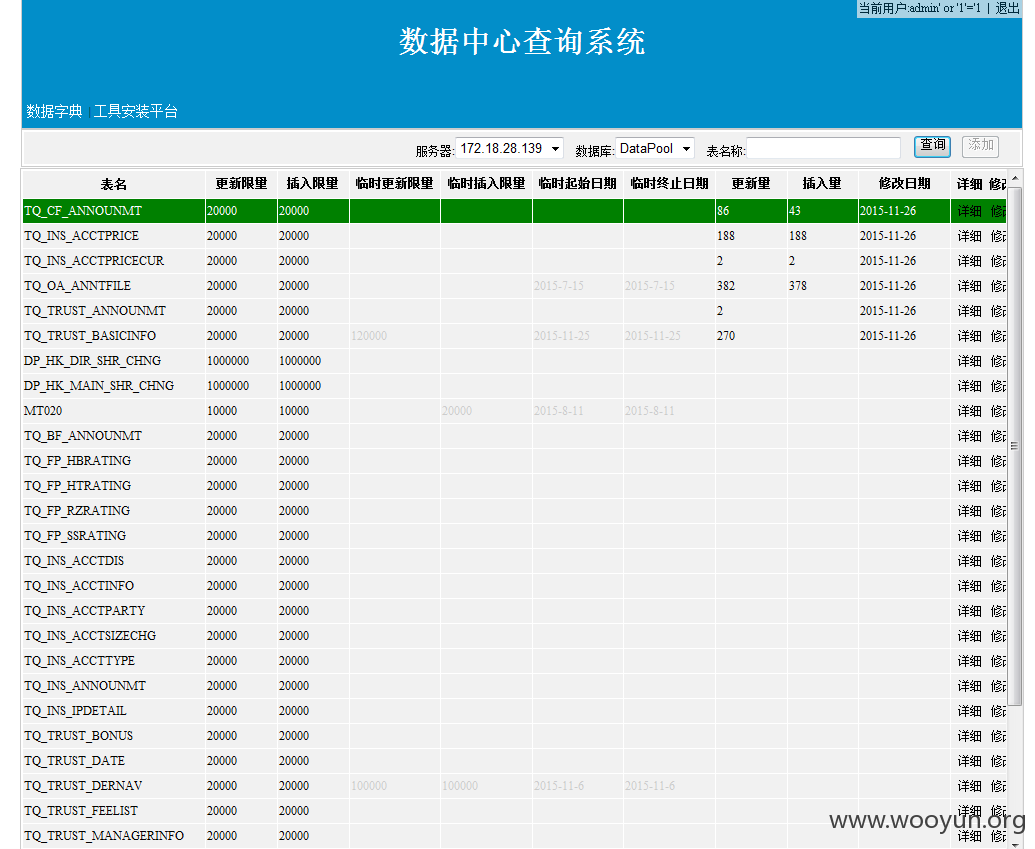 当前用户:admin' or '1'='1 | 退出
数据中心查询系统
数据字典 | 工具安装平台
服务器: 172.18.28.139 数据库: DataPool 表名称: 查询 添加
表名 更新限量 插入限量 临时更新限量 临时插入限量 临时起始日期 临时终止日期 更新量 插入量 修改日期 详细 修改
TQ_CF_ANNOUNMT 20000 20000 86 43 2015-11-26 详细 修改
TQ_INS_ACCTPRICE 20000 20000 188 188 2015-11-26 详细 修改
TQ_INS_ACCTPRICECUR 20000 20000 2 2 2015-11-26 详细 修改
TQ_OA_ANNTFILE 20000 20000 2015-7-15 2015-7-15 382 378 2015-11-26 详细 修改
TQ_TRUST_ANNOUNMT 20000 20000 2 2015-11-26 详细 修改
TQ_TRUST_BASICINFO 20000 20000 120000 2015-11-25 2015-11-25 270 2015-11-26 详细 修改
DP_HK_DIR_SHR_CHNG 1000000 1000000 详细 修改
DP_HK_MAIN_SHR_CHNG 1000000 1000000 详细 修改
MT020 10000 10000 20000 2015-8-11 2015-8-11 详细 修改
TQ_BF_ANNOUNMT 20000 20000 详细 修改
TQ_FP_HBRATING 20000 20000 详细 修改
TQ_FP_HTRATING 20000 20000 详细 修改
TQ_FP_RZRATING 20000 20000 详细 修改
TQ_FP_SSRATING 20000 20000 详细 修改
TQ_INS_ACCTDIS 20000 20000 详细 修改
TQ_INS_ACCTINFO 20000 20000 详细 修改
TQ_INS_ACCTPARTY 20000 20000 详细 修改
TQ_INS_ACCTSIZECHG 20000 20000 详细 修改
TQ_INS_ACCTTYPE 20000 20000 详细 修改
TQ_INS_ANNOUNMT 20000 20000 详细 修改
TQ_INS_IPDETAIL 20000 20000 详细 修改
TQ_TRUST_BONUS 20000 20000 详细 修改
TQ_TRUST_DATE 20000 20000 详细 修改
TQ_TRUST_DERNAV 20000 20000 100000 100000 2015-11-6 2015-11-6 详细 修改
TQ_TRUST_FEELIST 20000 20000 详细 修改
TQ_TRUST_MANAGERINFO 20000 20000 详细 修改
www.wooyun.org